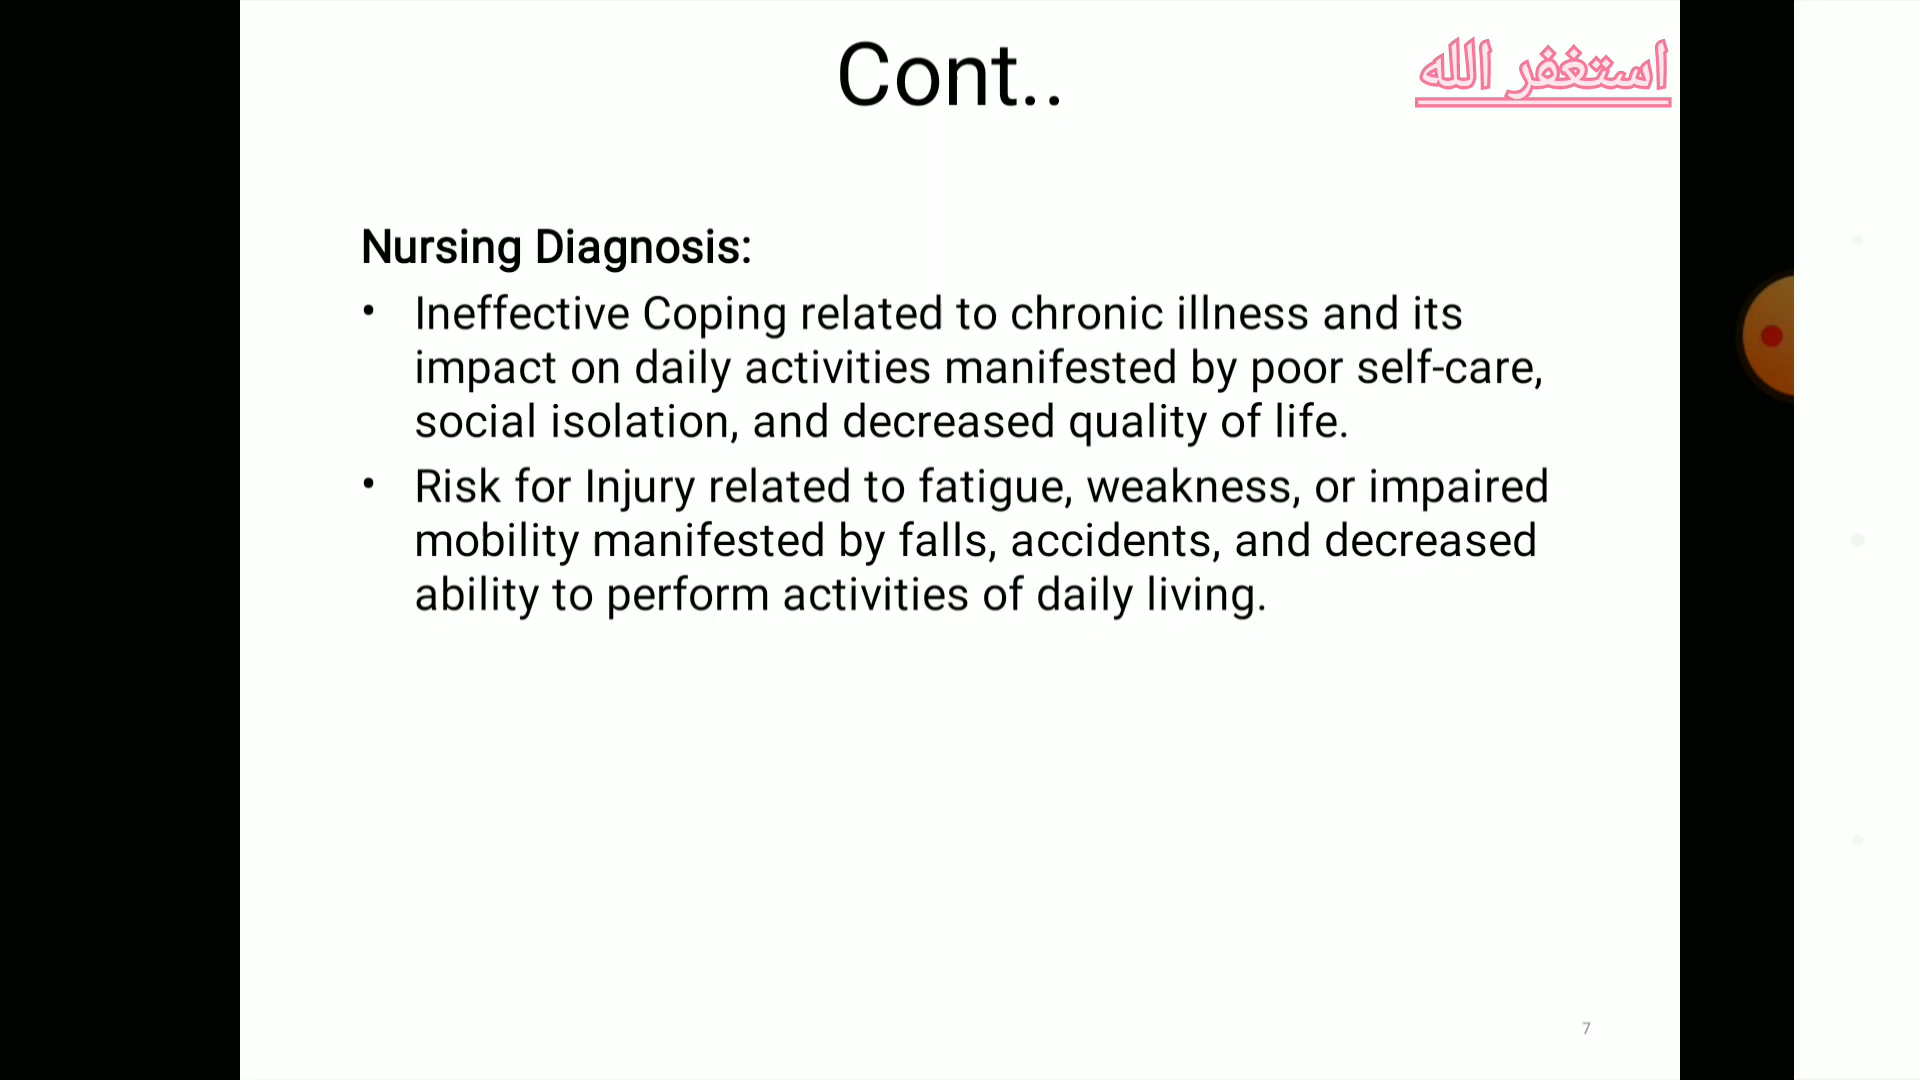 Cont..
استغفر الله
Nursing Diagnosis:
• Ineffective Coping related to chronic illness and its
impact on daily activities manifested by poor self-care,
social isolation, and decreased quality of life.
• Risk for Injury related to fatigue, weakness, or impaired
mobility manifested by falls, accidents, and decreased
ability to perform activities of daily living.
7